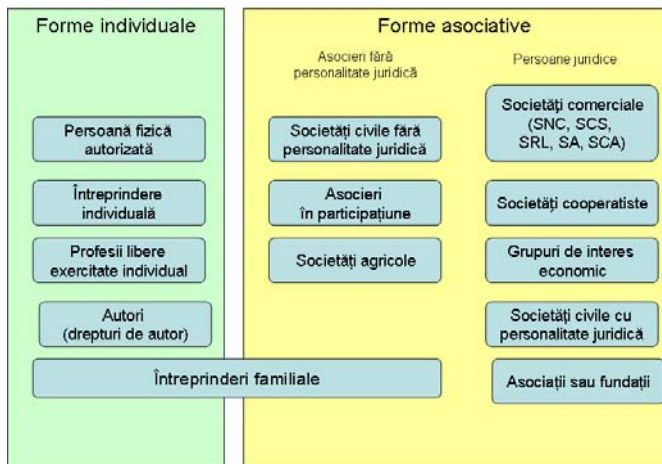 Forme individuale
Persoană fizică
autorizată
Întreprindere
individuală
Profesii libere
exercitate individual
Autori
(drepturi de autor)
Întreprinderi familiale
Forme asociative
Asocieri fără
personalitate juridică
Societăți civile fără
personalitate juridică
Asocieri
în participațiune
Societăți agricole
Persoane juridice
Societăți comerciale
(SNC, SCS,
SRL, SA, SCA)
Societăți cooperatiste
Grupuri de interes
economic
Societăți civile cu
personalitate juridică
Asociații sau fundații